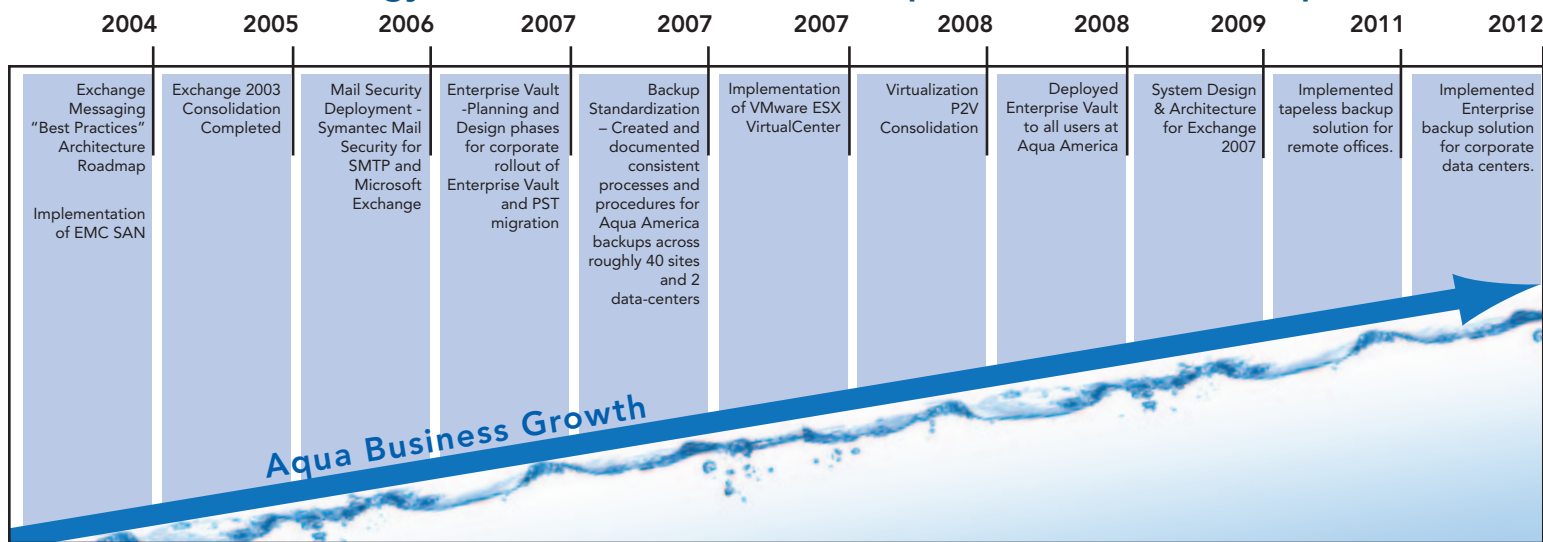 2004 2005 2006 2007 2007 2007 2008 2008 2009 2011 2012
Exchange
Messaging
“Best Practices”
Architecture
Roadmap
Implementation
of EMC SAN
Exchange 2003
Consolidation
Completed
Mail Security
Deployment -
Symantec Mail
Security for
SMTP and
Microsoft
Exchange
Enterprise Vault
-Planning and
Design phases
for corporate
rollout of
Enterprise Vault
and PST
migration
Backup
Standardization
– Created and
documented
consistent
processes and
procedures for
Aqua America
backups across
roughly 40 sites
and 2
data-centers
Implementation
of VMware ESX
VirtualCenter
Virtualization
P2V
Consolidation
Deployed
Enterprise Vault
to all users at
Aqua America
System Design
& Architecture
for Exchange
2007
Implemented
tapeless backup
solution for
remote offices.
Implemented
Enterprise
backup solution
for corporate
data centers.
Aqua Business Growth